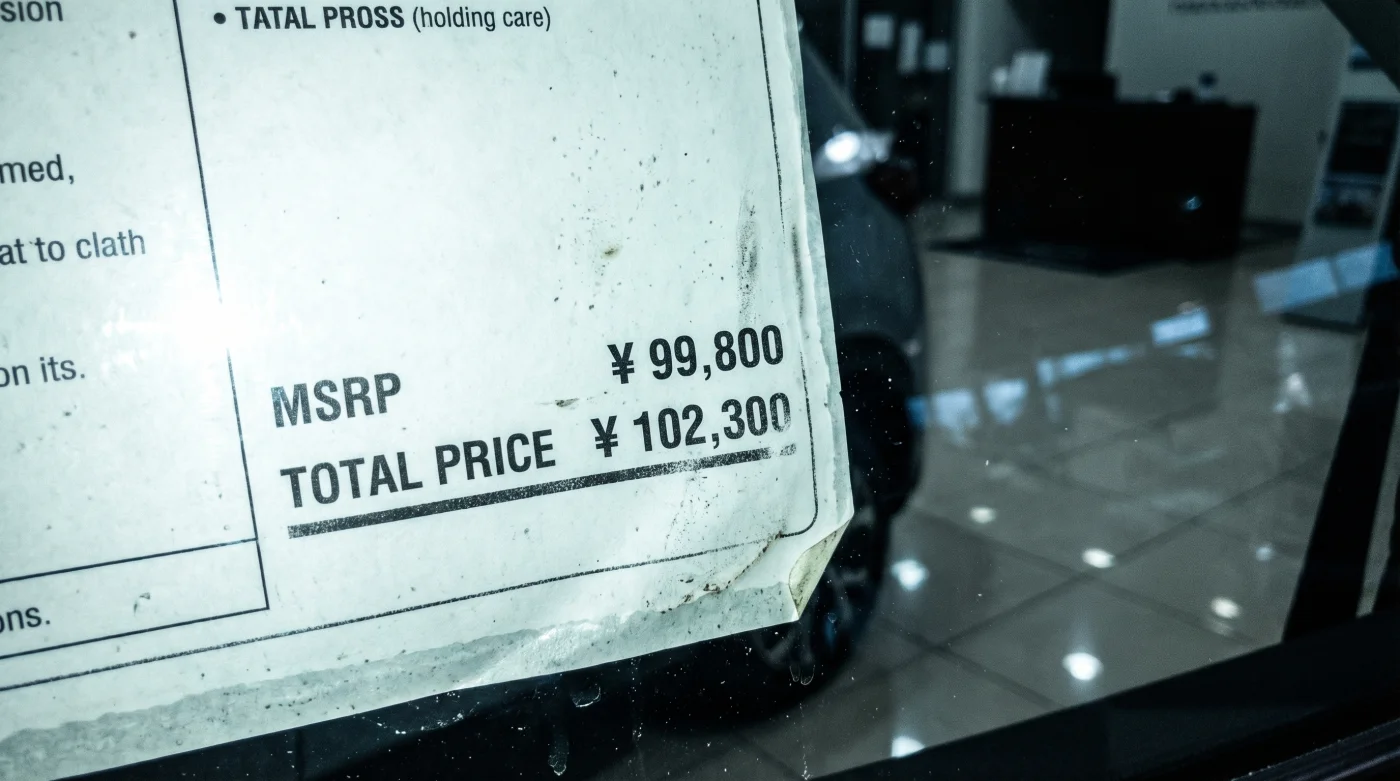 sion
• TATAL PROSS (holding care)
med,
at to clath
on its.
MSRP ¥ 99,800
TOTAL PRICE ¥ 102,300
ons.